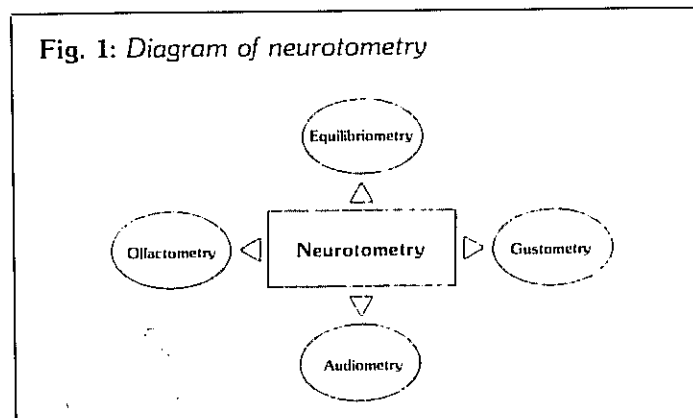 Fig. 1: Diagram of neurotometry
Equilibriometry
Olfactometry
Neurotometry
Gustometry
Audiometry